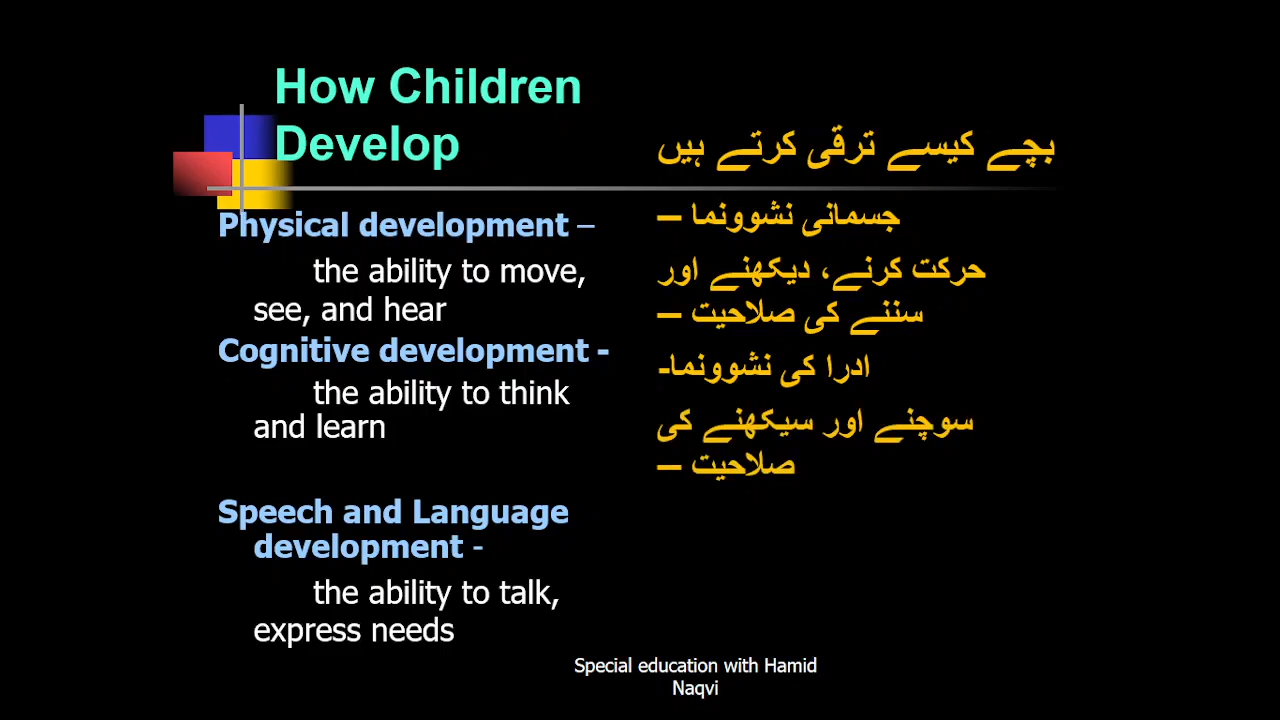 How Children
Develop
بچے کیسے ترقی کرتے ہیں
Physical development –
the ability to move,
see, and hear
Cognitive development -
the ability to think
and learn
Speech and Language
development -
the ability to talk,
express needs
جسمانی نشوونما –
حرکت کرنے، دیکھنے اور
سننے کی صلاحیت –
ادرا کی نشوونما-
سوچنے اور سیکھنے کی
صلاحیت –
Special education with Hamid
Naqvi